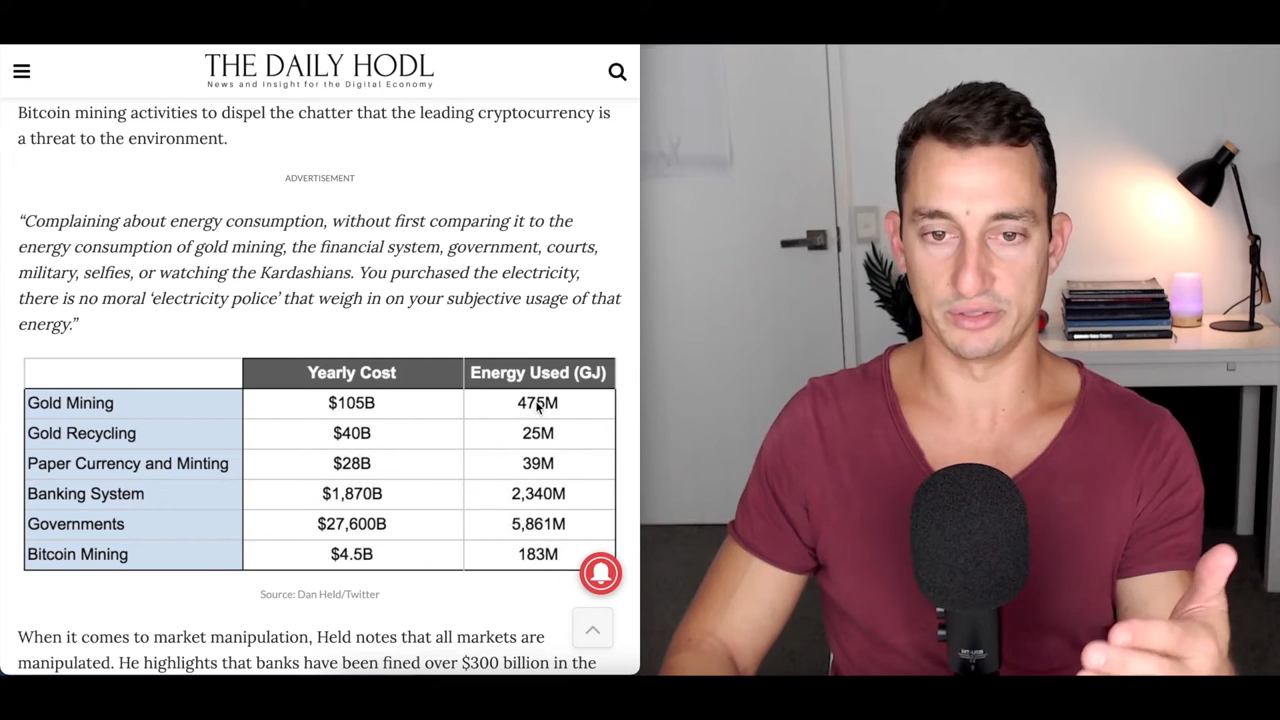 THE DAILY HODL
News and Insight for the Digital Economy
Bitcoin mining activities to dispel the chatter that the leading cryptocurrency is
a threat to the environment.
ADVERTISEMENT
“Complaining about energy consumption, without first comparing it to the
energy consumption of gold mining, the financial system, government, courts,
military, selfies, or watching the Kardashians. You purchased the electricity,
there is no moral ‘electricity police’ that weigh in on your subjective usage of that
energy.”
Yearly Cost Energy Used (GJ)
Gold Mining $105B 475M
Gold Recycling $40B 25M
Paper Currency and Minting $28B 39M
Banking System $1,870B 2,340M
Governments $27,600B 5,861M
Bitcoin Mining $4.5B 183M
Source: Dan Held/Twitter
When it comes to market manipulation, Held notes that all markets are
manipulated. He highlights that banks have been fined over $300 billion in the